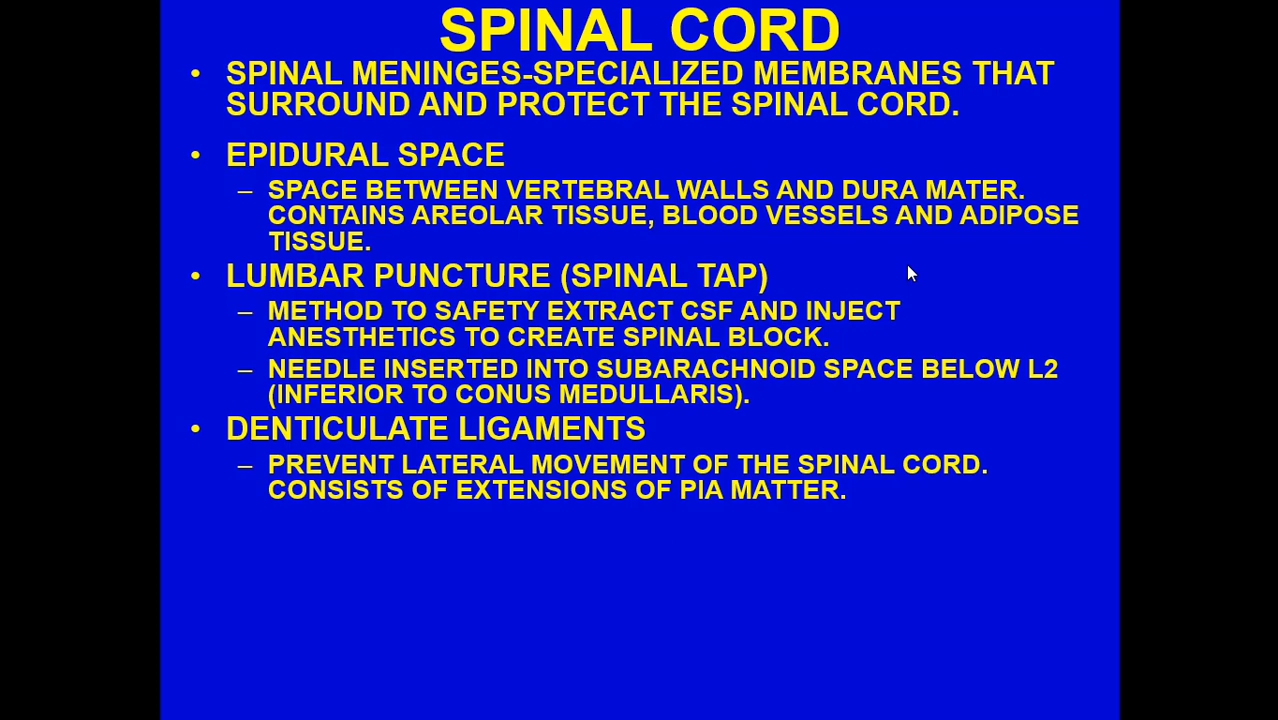 SPINAL CORD
• SPINAL MENINGES-SPECIALIZED MEMBRANES THAT
SURROUND AND PROTECT THE SPINAL CORD.
• EPIDURAL SPACE
– SPACE BETWEEN VERTEBRAL WALLS AND DURA MATER.
CONTAINS AREOLAR TISSUE, BLOOD VESSELS AND ADIPOSE
TISSUE.
• LUMBAR PUNCTURE (SPINAL TAP)
– METHOD TO SAFETY EXTRACT CSF AND INJECT
ANESTHETICS TO CREATE SPINAL BLOCK.
– NEEDLE INSERTED INTO SUBARACHNOID SPACE BELOW L2
(INFERIOR TO CONUS MEDULLARIS).
• DENTICULATE LIGAMENTS
– PREVENT LATERAL MOVEMENT OF THE SPINAL CORD.
CONSISTS OF EXTENSIONS OF PIA MATTER.